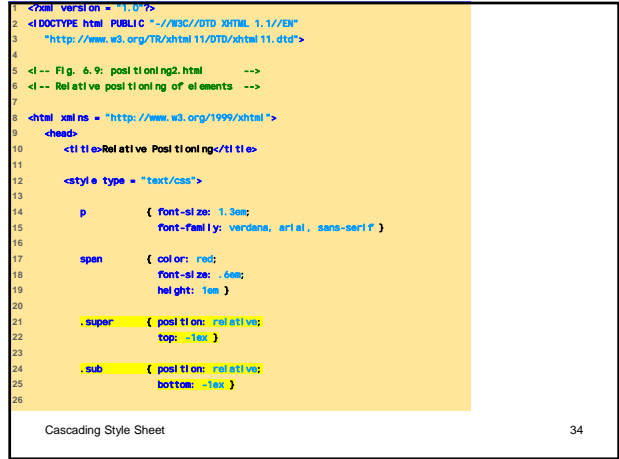 1 <?xml version = "1.0"?>
2 <!DOCTYPE html PUBLIC "-//W3C//DTD XHTML 1.1//EN"
3 "http://www.w3.org/TR/xhtml11/DTD/xhtml11.dtd">
4
5 <!-- Fig. 6.9: positioning2.html -->
6 <!-- Relative positioning of elements -->
7
8 <html xmlns = "http://www.w3.org/1999/xhtml">
9 <head>
10 <title>Relative Positioning</title>
11
12 <style type = "text/css">
13
14 p { font-size: 1.3em;
15 font-family: verdana, arial, sans-serif }
16
17 span { color: red;
18 font-size: .6em;
19 height: 1em }
20
21 .super { position: relative;
22 top: -1ex }
23
24 .sub { position: relative;
25 bottom: -1ex }
26
Cascading Style Sheet 34